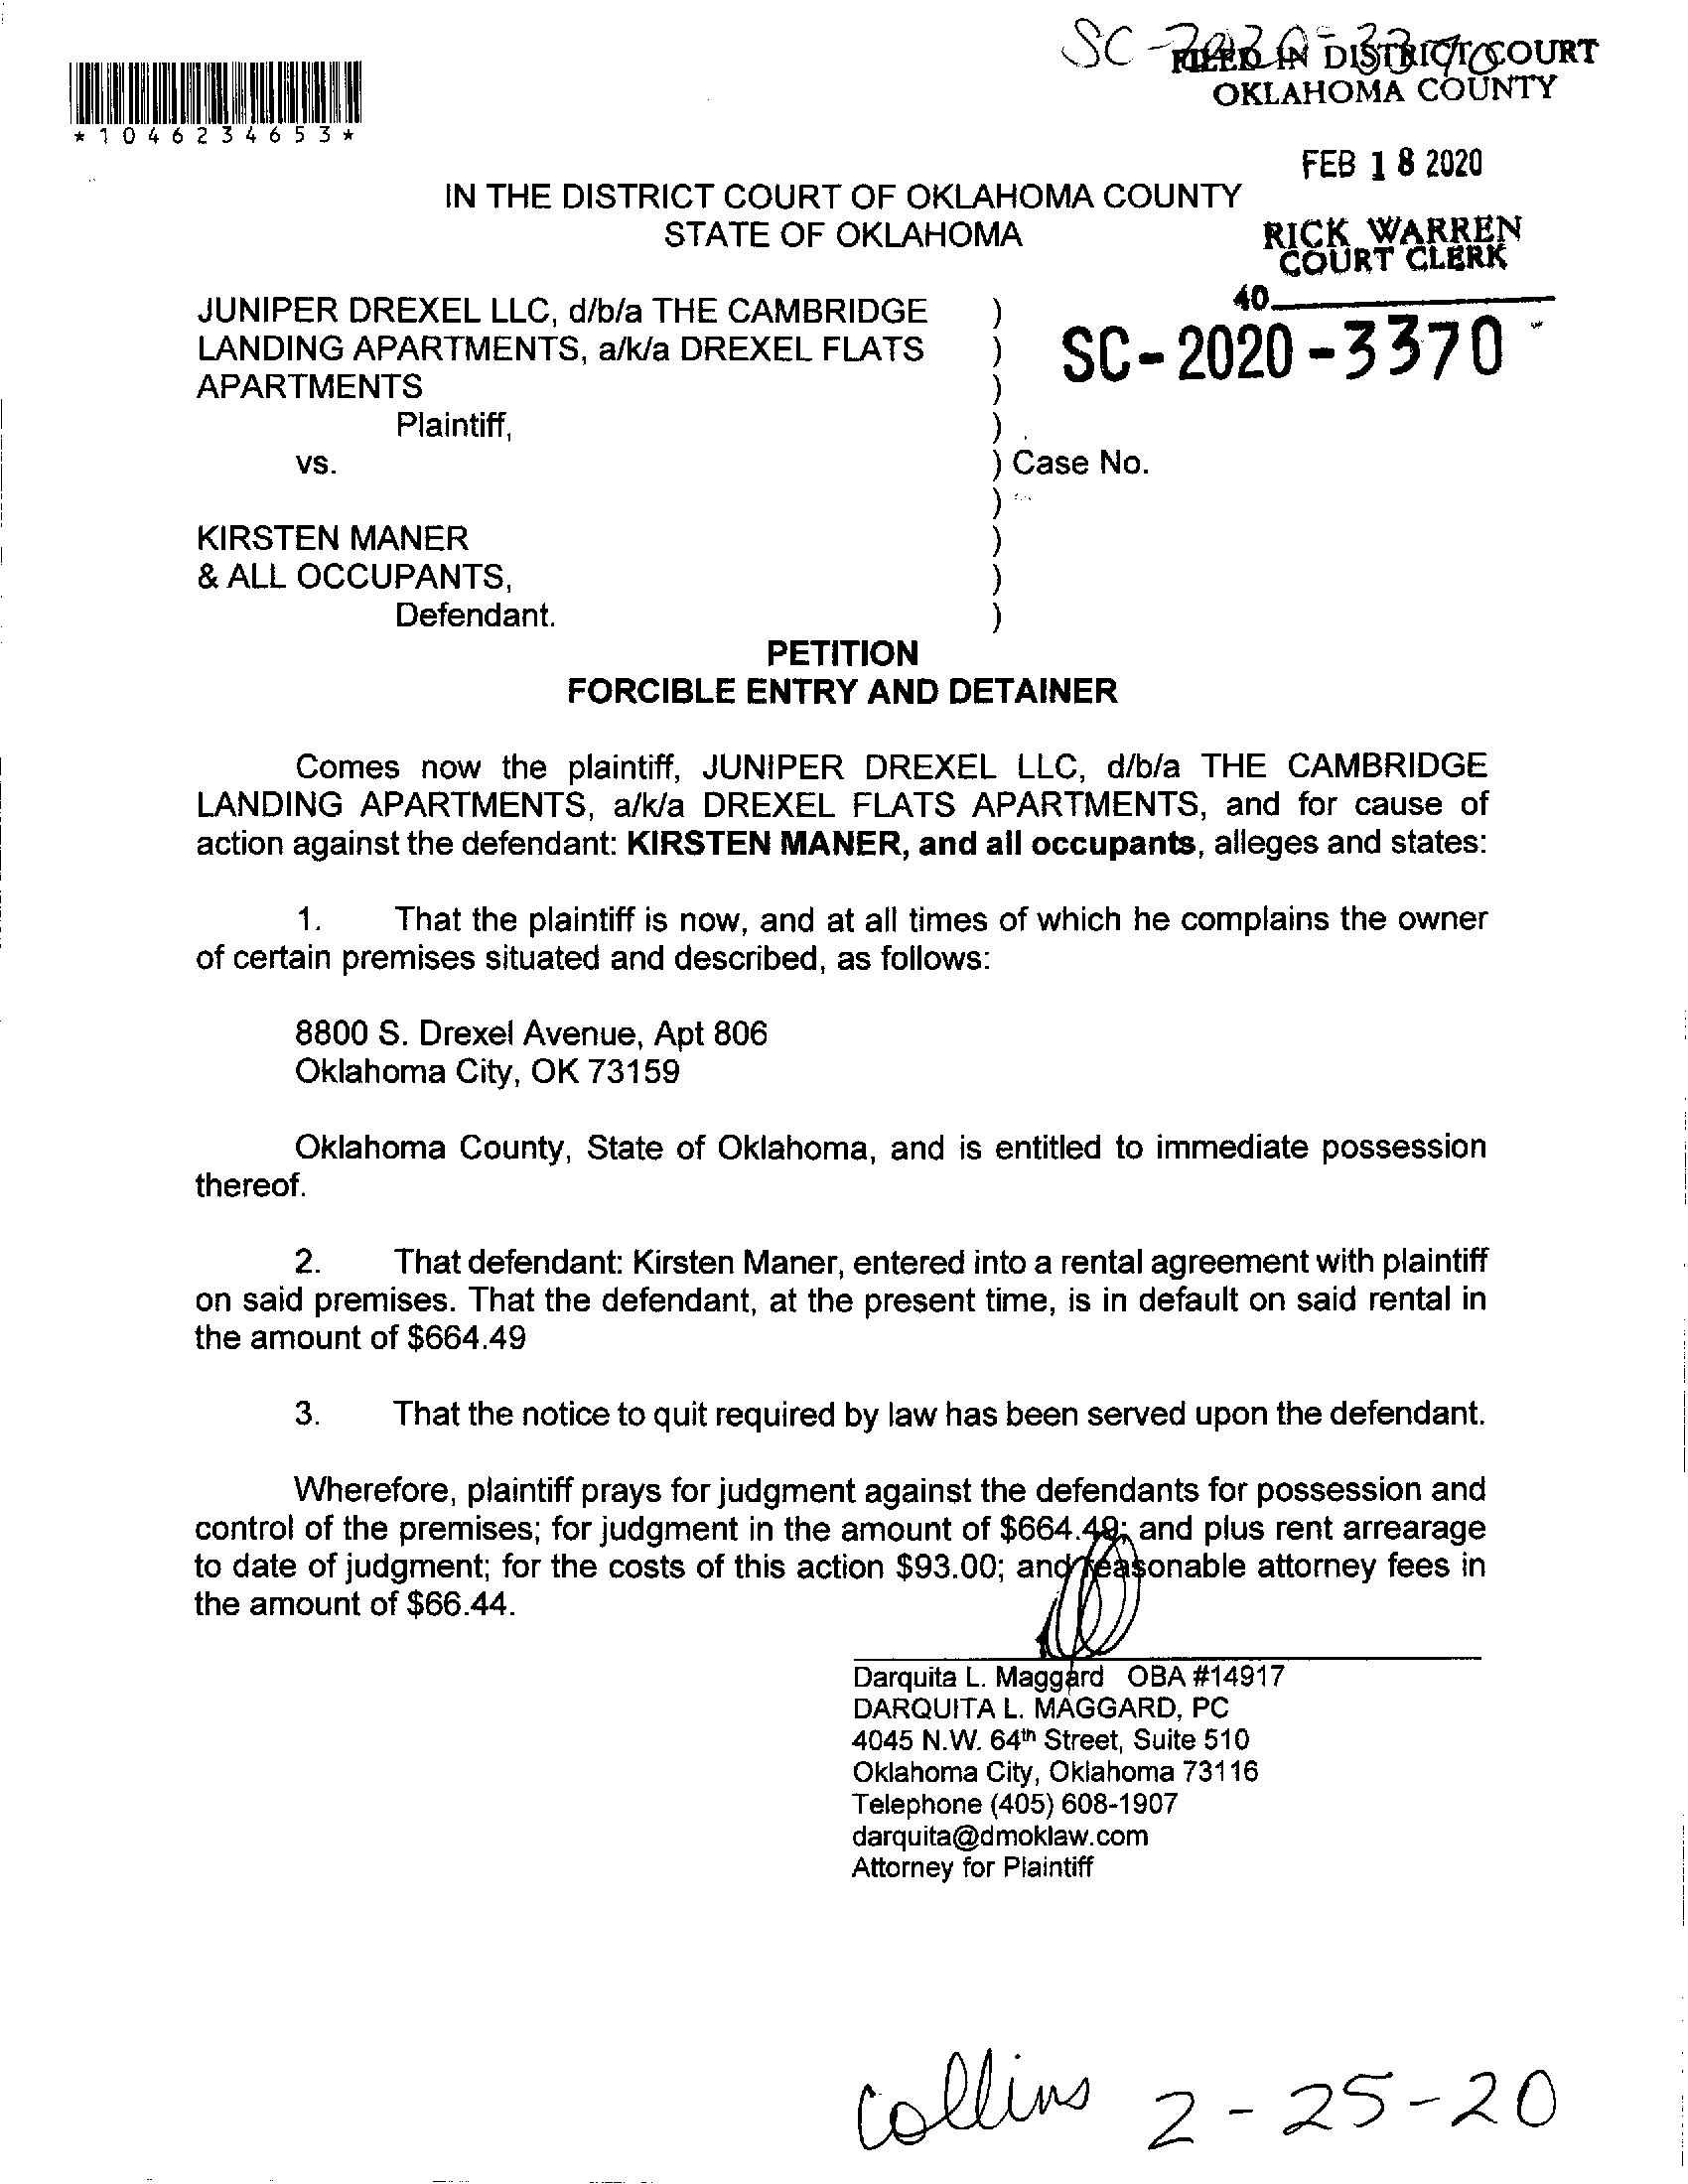 SC-2020-3370
FILED IN DISTRICT COURT
OKLAHOMA COUNTY
*1046234653*
FEB 18 2020
IN THE DISTRICT COURT OF OKLAHOMA COUNTY
STATE OF OKLAHOMA
RICK WARREN
COURT CLERK
40
JUNIPER DREXEL LLC, d/b/a THE CAMBRIDGE )
LANDING APARTMENTS, a/k/a DREXEL FLATS ) SC-2020-3370
APARTMENTS )
Plaintiff, )
vs. ) Case No.
)
KIRSTEN MANER )
& ALL OCCUPANTS, )
Defendant. )
PETITION
FORCIBLE ENTRY AND DETAINER
Comes now the plaintiff, JUNIPER DREXEL LLC, d/b/a THE CAMBRIDGE
LANDING APARTMENTS, a/k/a DREXEL FLATS APARTMENTS, and for cause of
action against the defendant: KIRSTEN MANER, and all occupants, alleges and states:
1. That the plaintiff is now, and at all times of which he complains the owner
of certain premises situated and described, as follows:
8800 S. Drexel Avenue, Apt 806
Oklahoma City, OK 73159
Oklahoma County, State of Oklahoma, and is entitled to immediate possession
thereof.
2. That defendant: Kirsten Maner, entered into a rental agreement with plaintiff
on said premises. That the defendant, at the present time, is in default on said rental in
the amount of $664.49
3. That the notice to quit required by law has been served upon the defendant.
Wherefore, plaintiff prays for judgment against the defendants for possession and
control of the premises; for judgment in the amount of $664.49; and plus rent arrearage
to date of judgment; for the costs of this action $93.00; and reasonable attorney fees in
the amount of $66.44.
Darquita L. Maggard OBA #14917
DARQUITA L. MAGGARD, PC
4045 N.W. 64th Street, Suite 510
Oklahoma City, Oklahoma 73116
Telephone (405) 608-1907
darquita@dmoklaw.com
Attorney for Plaintiff
Collins 2-25-20